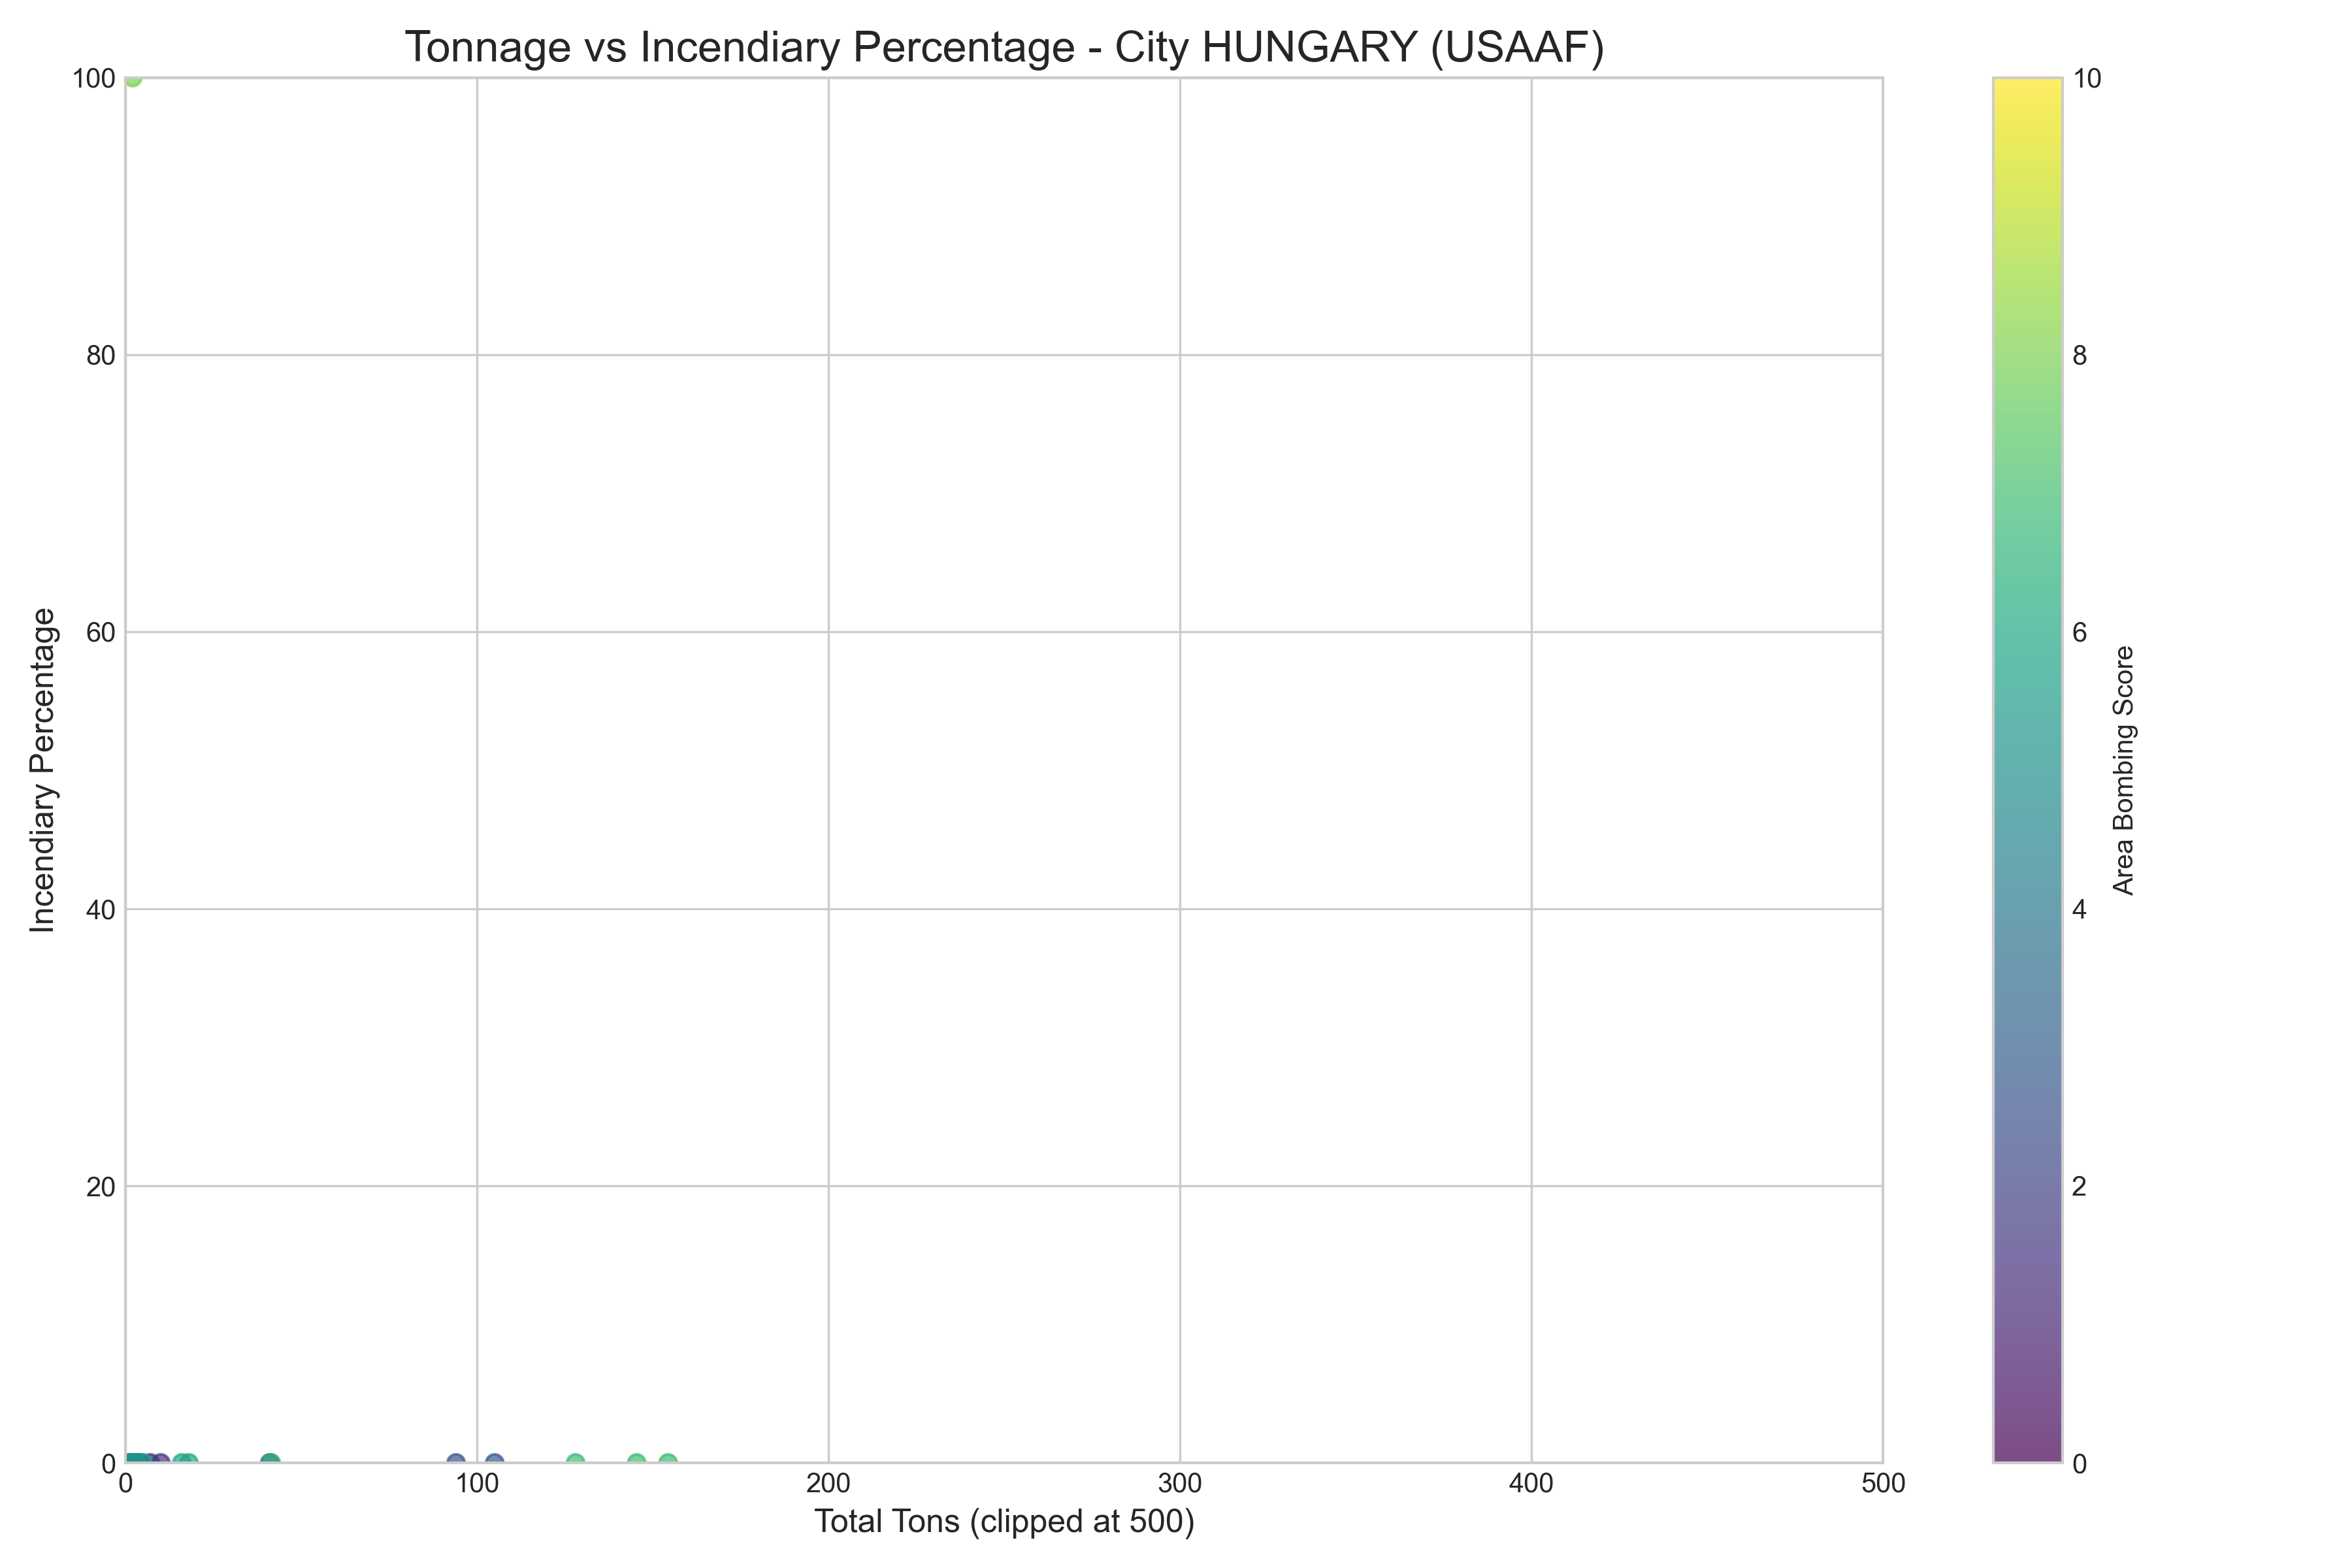 Tonnage vs Incendiary Percentage - City HUNGARY (USAAF)
100
80
60
40
20
0
Incendiary Percentage
0 100 200 300 400 500
Total Tons (clipped at 500)
10
8
6
4
2
0
Area Bombing Score